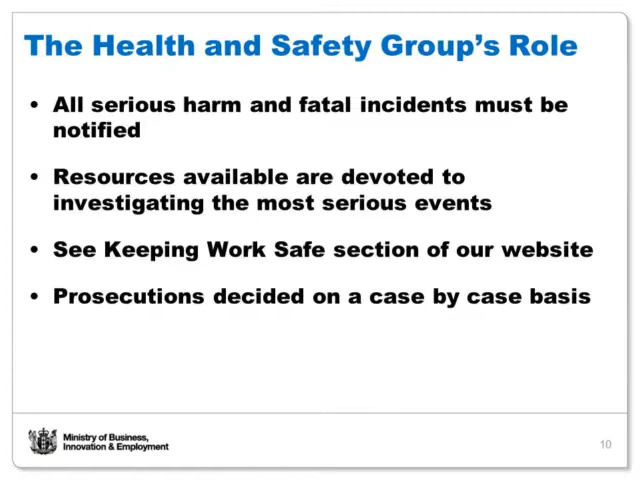 The Health and Safety Group's Role
• All serious harm and fatal incidents must be
notified
• Resources available are devoted to
investigating the most serious events
• See Keeping Work Safe section of our website
• Prosecutions decided on a case by case basis
Ministry of Business,
Innovation & Employment
10